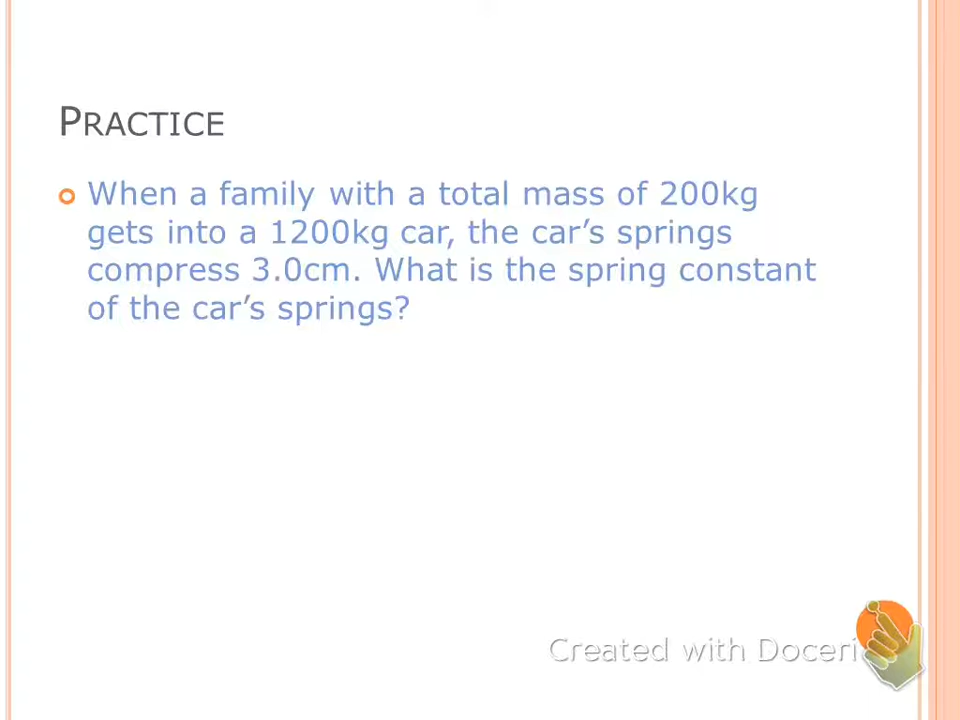 PRACTICE
When a family with a total mass of 200kg
gets into a 1200kg car, the car’s springs
compress 3.0cm. What is the spring constant
of the car’s springs?
Created with Doceri